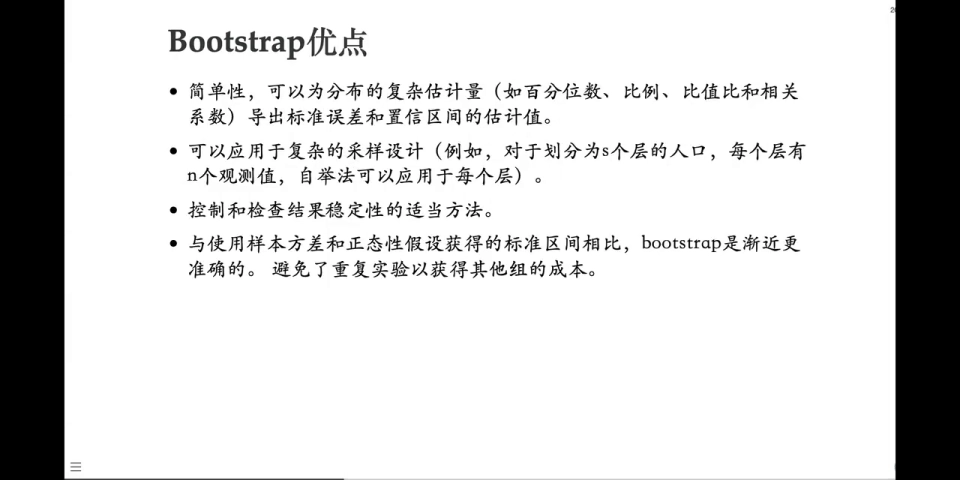 Bootstrap优点
• 简单性，可以为分布的复杂估计量（如百分位数、比例、比值比和相关
系数）导出标准误差和置信区间的估计值。
• 可以应用于复杂的采样设计（例如，对于划分为s个层的人口，每个层有
n个观测值，自举法可以应用于每个层）。
• 控制和检查结果稳定性的适当方法。
• 与使用样本方差和正态性假设获得的标准区间相比，bootstrap是渐近更
准确的。 避免了重复实验以获得其他组的成本。